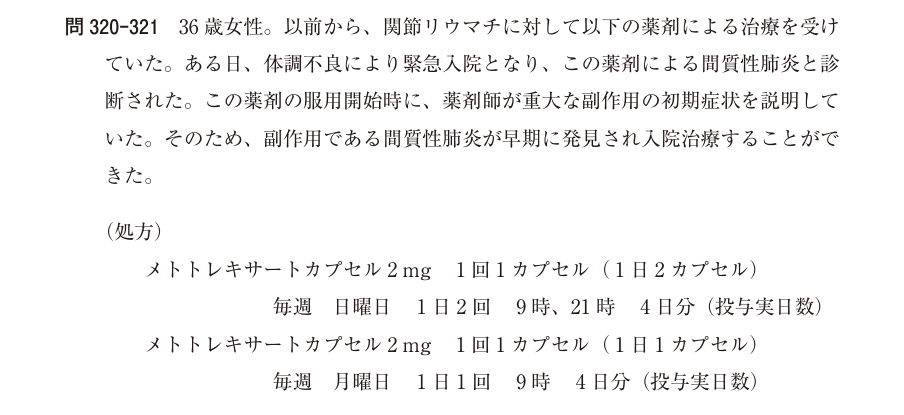 問 320-321　36 歳女性。以前から、関節リウマチに対して以下の薬剤による治療を受け
ていた。ある日、体調不良により緊急入院となり、この薬剤による間質性肺炎と診
断された。この薬剤の服用開始時に、薬剤師が重大な副作用の初期症状を説明して
いた。そのため、副作用である間質性肺炎が早期に発見され入院治療することがで
きた。
（処方）
メトトレキサートカプセル２mg　１回１カプセル（１日２カプセル）
毎週　日曜日　１日２回　９時、21 時　４日分（投与実日数）
メトトレキサートカプセル２mg　１回１カプセル（１日１カプセル）
毎週　月曜日　１日１回　９時　４日分（投与実日数）